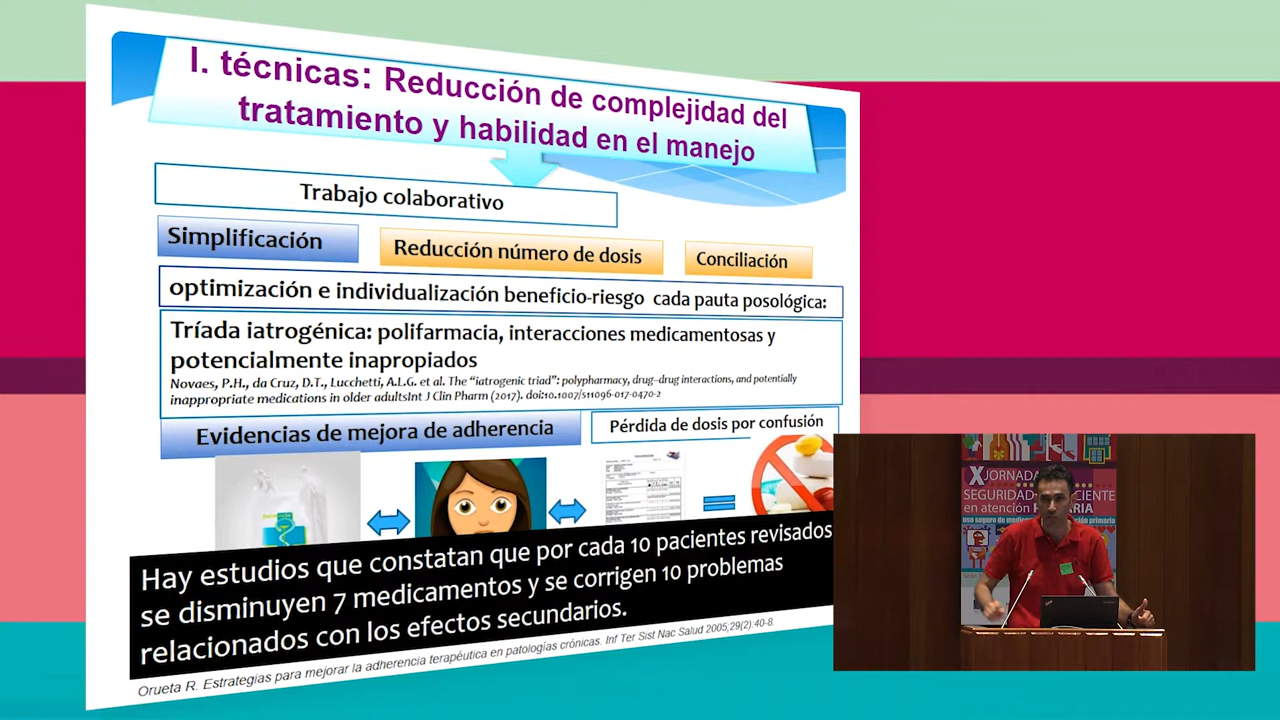 I. técnicas: Reducción de complejidad del
tratamiento y habilidad en el manejo
Trabajo colaborativo
Simplificación
Reducción número de dosis
Conciliación
optimización e individualización beneficio-riesgo cada pauta posológica:
Tríada iatrogénica: polifarmacia, interacciones medicamentosas y
potencialmente inapropiados
Novaes, P.H., da Cruz, D.T., Lucchetti, A.L.G. et al. The “iatrogenic triad”: polypharmacy, drug–drug interactions, and potentially
inappropriate medications in older adultsInt J Clin Pharm (2017). doi:10.1007/s11096-017-0470-2
Evidencias de mejora de adherencia
Pérdida de dosis por confusión
Hay estudios que constatan que por cada 10 pacientes revisados
se disminuyen 7 medicamentos y se corrigen 10 problemas
relacionados con los efectos secundarios.
Orueta R. Estrategias para mejorar la adherencia terapéutica en patologías crónicas. Inf Ter Sist Nac Salud 2005;29(2):40-8.
X JORNADA
SEGURIDAD
en atención